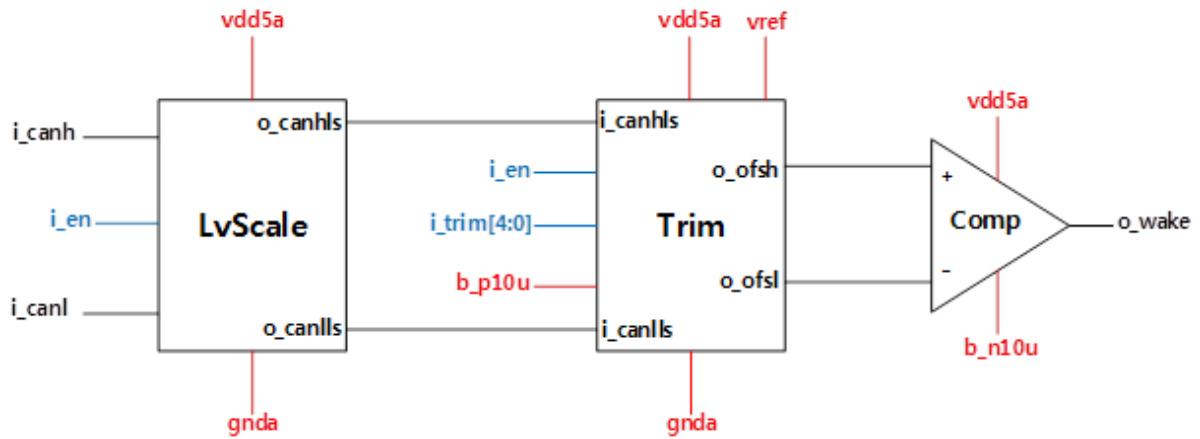 vdd5a
vdd5a
vref
i_canh
o_canhls
i_canhls
vdd5a
i_en
i_en
o_ofsh
+
LvScale
i_trim[4:0]
Trim
Comp
o_wake
b_p10u
o_ofsl
-
i_canl
o_canlls
i_canlls
b_n10u
gnda
gnda